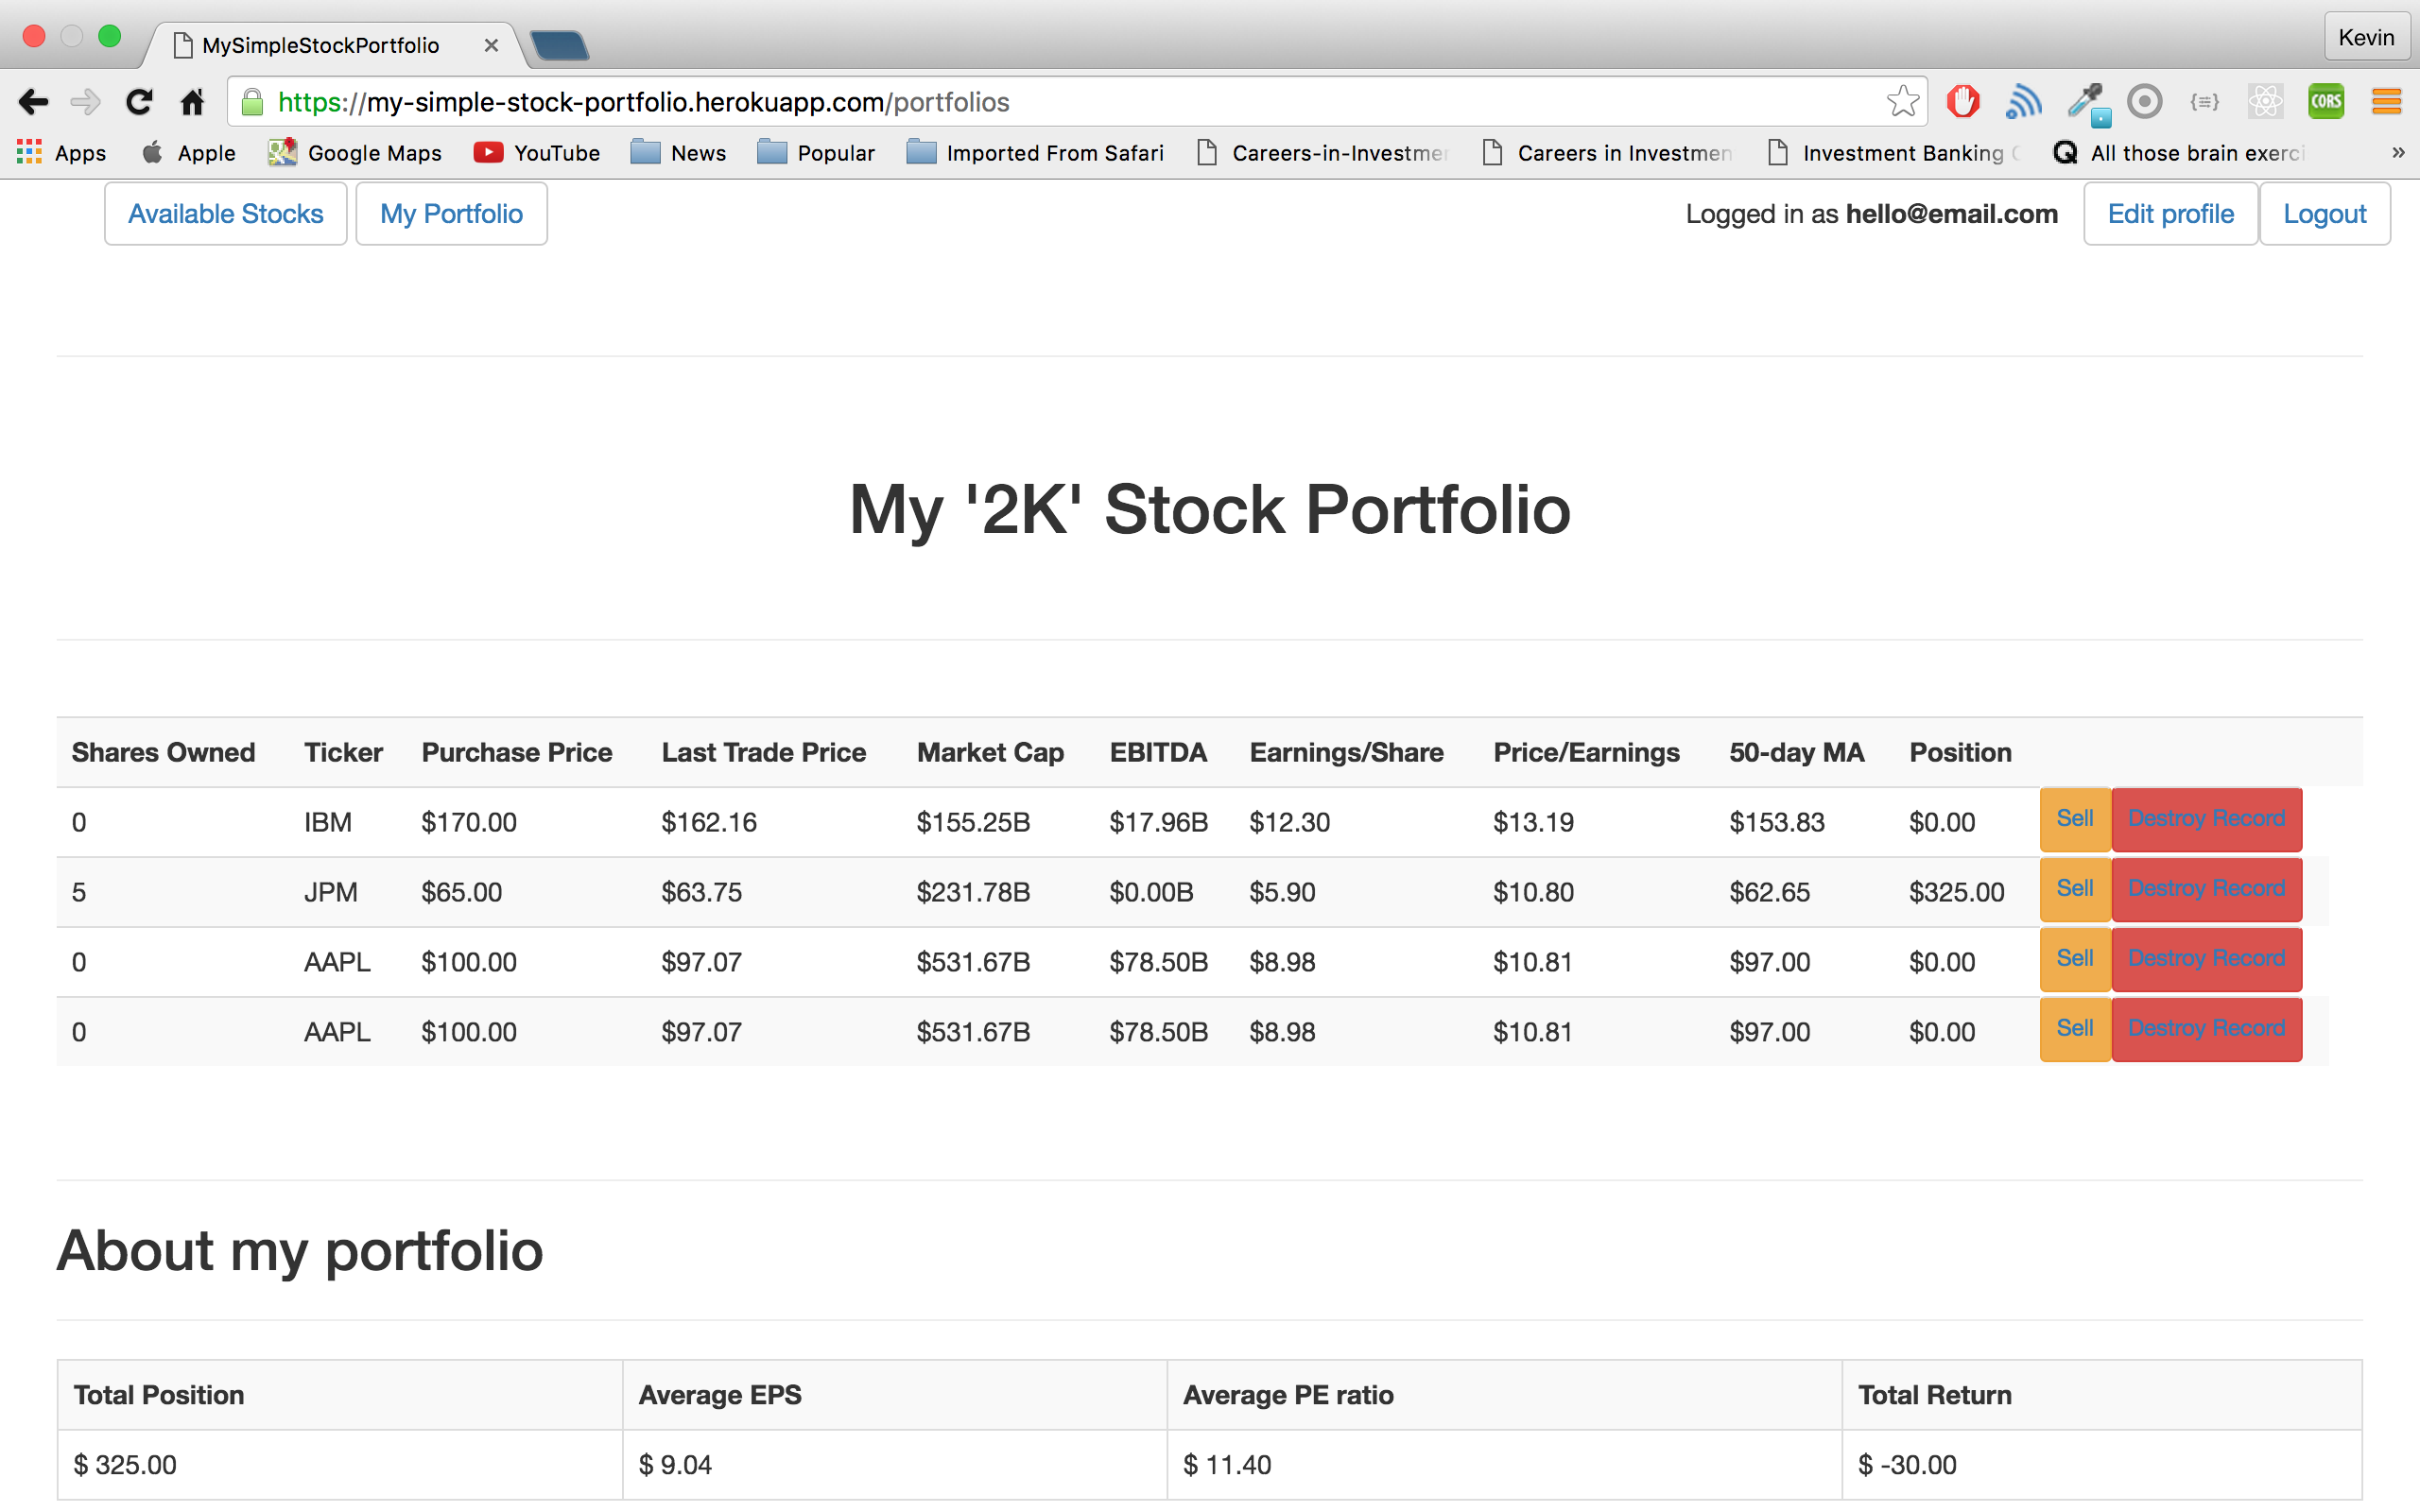 MySimpleStockPortfolio
Kevin
https://my-simple-stock-portfolio.herokuapp.com/portfolios
CORS
Apps Apple Google Maps YouTube News Popular Imported From Safari Careers-in-Investmen Careers in Investmen Investment Banking All those brain exerci »
Available Stocks My Portfolio Logged in as hello@email.com Edit profile Logout
My '2K' Stock Portfolio
Shares Owned Ticker Purchase Price Last Trade Price Market Cap EBITDA Earnings/Share Price/Earnings 50-day MA Position
0 IBM $170.00 $162.16 $155.25B $17.96B $12.30 $13.19 $153.83 $0.00 Sell Destroy Record
5 JPM $65.00 $63.75 $231.78B $0.00B $5.90 $10.80 $62.65 $325.00 Sell Destroy Record
0 AAPL $100.00 $97.07 $531.67B $78.50B $8.98 $10.81 $97.00 $0.00 Sell Destroy Record
0 AAPL $100.00 $97.07 $531.67B $78.50B $8.98 $10.81 $97.00 $0.00 Sell Destroy Record
About my portfolio
Total Position Average EPS Average PE ratio Total Return
$ 325.00 $ 9.04 $ 11.40 $ -30.00